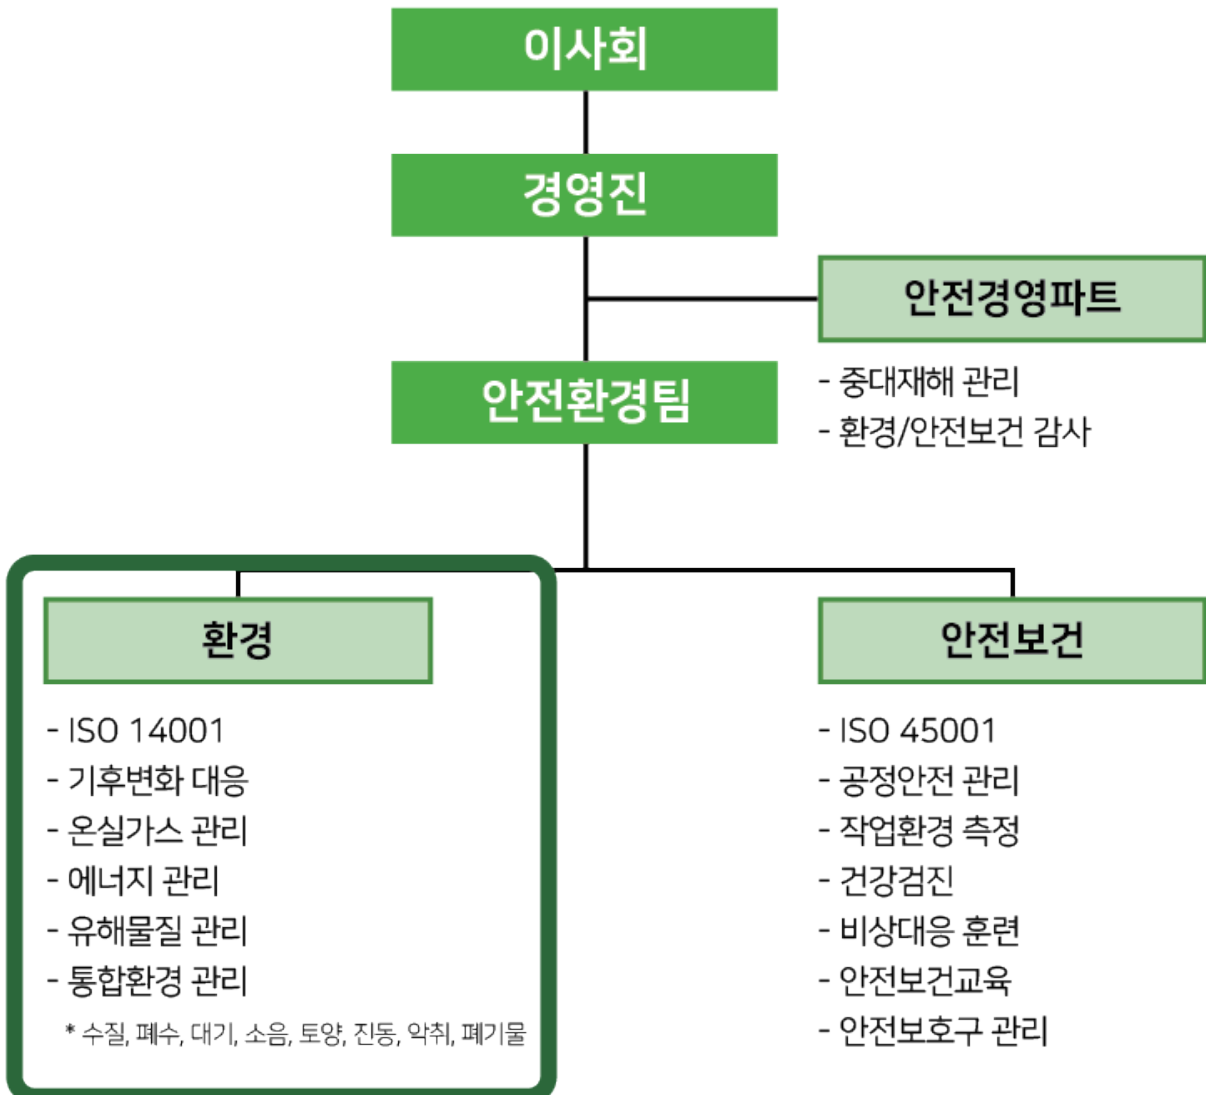 이사회
경영진
안전경영파트
- 중대재해 관리
- 환경/안전보건 감사
안전환경팀
환경
- ISO 14001
- 기후변화 대응
- 온실가스 관리
- 에너지 관리
- 유해물질 관리
- 통합환경 관리
* 수질, 폐수, 대기, 소음, 토양, 진동, 악취, 폐기물
안전보건
- ISO 45001
- 공정안전 관리
- 작업환경 측정
- 건강검진
- 비상대응 훈련
- 안전보건교육
- 안전보호구 관리